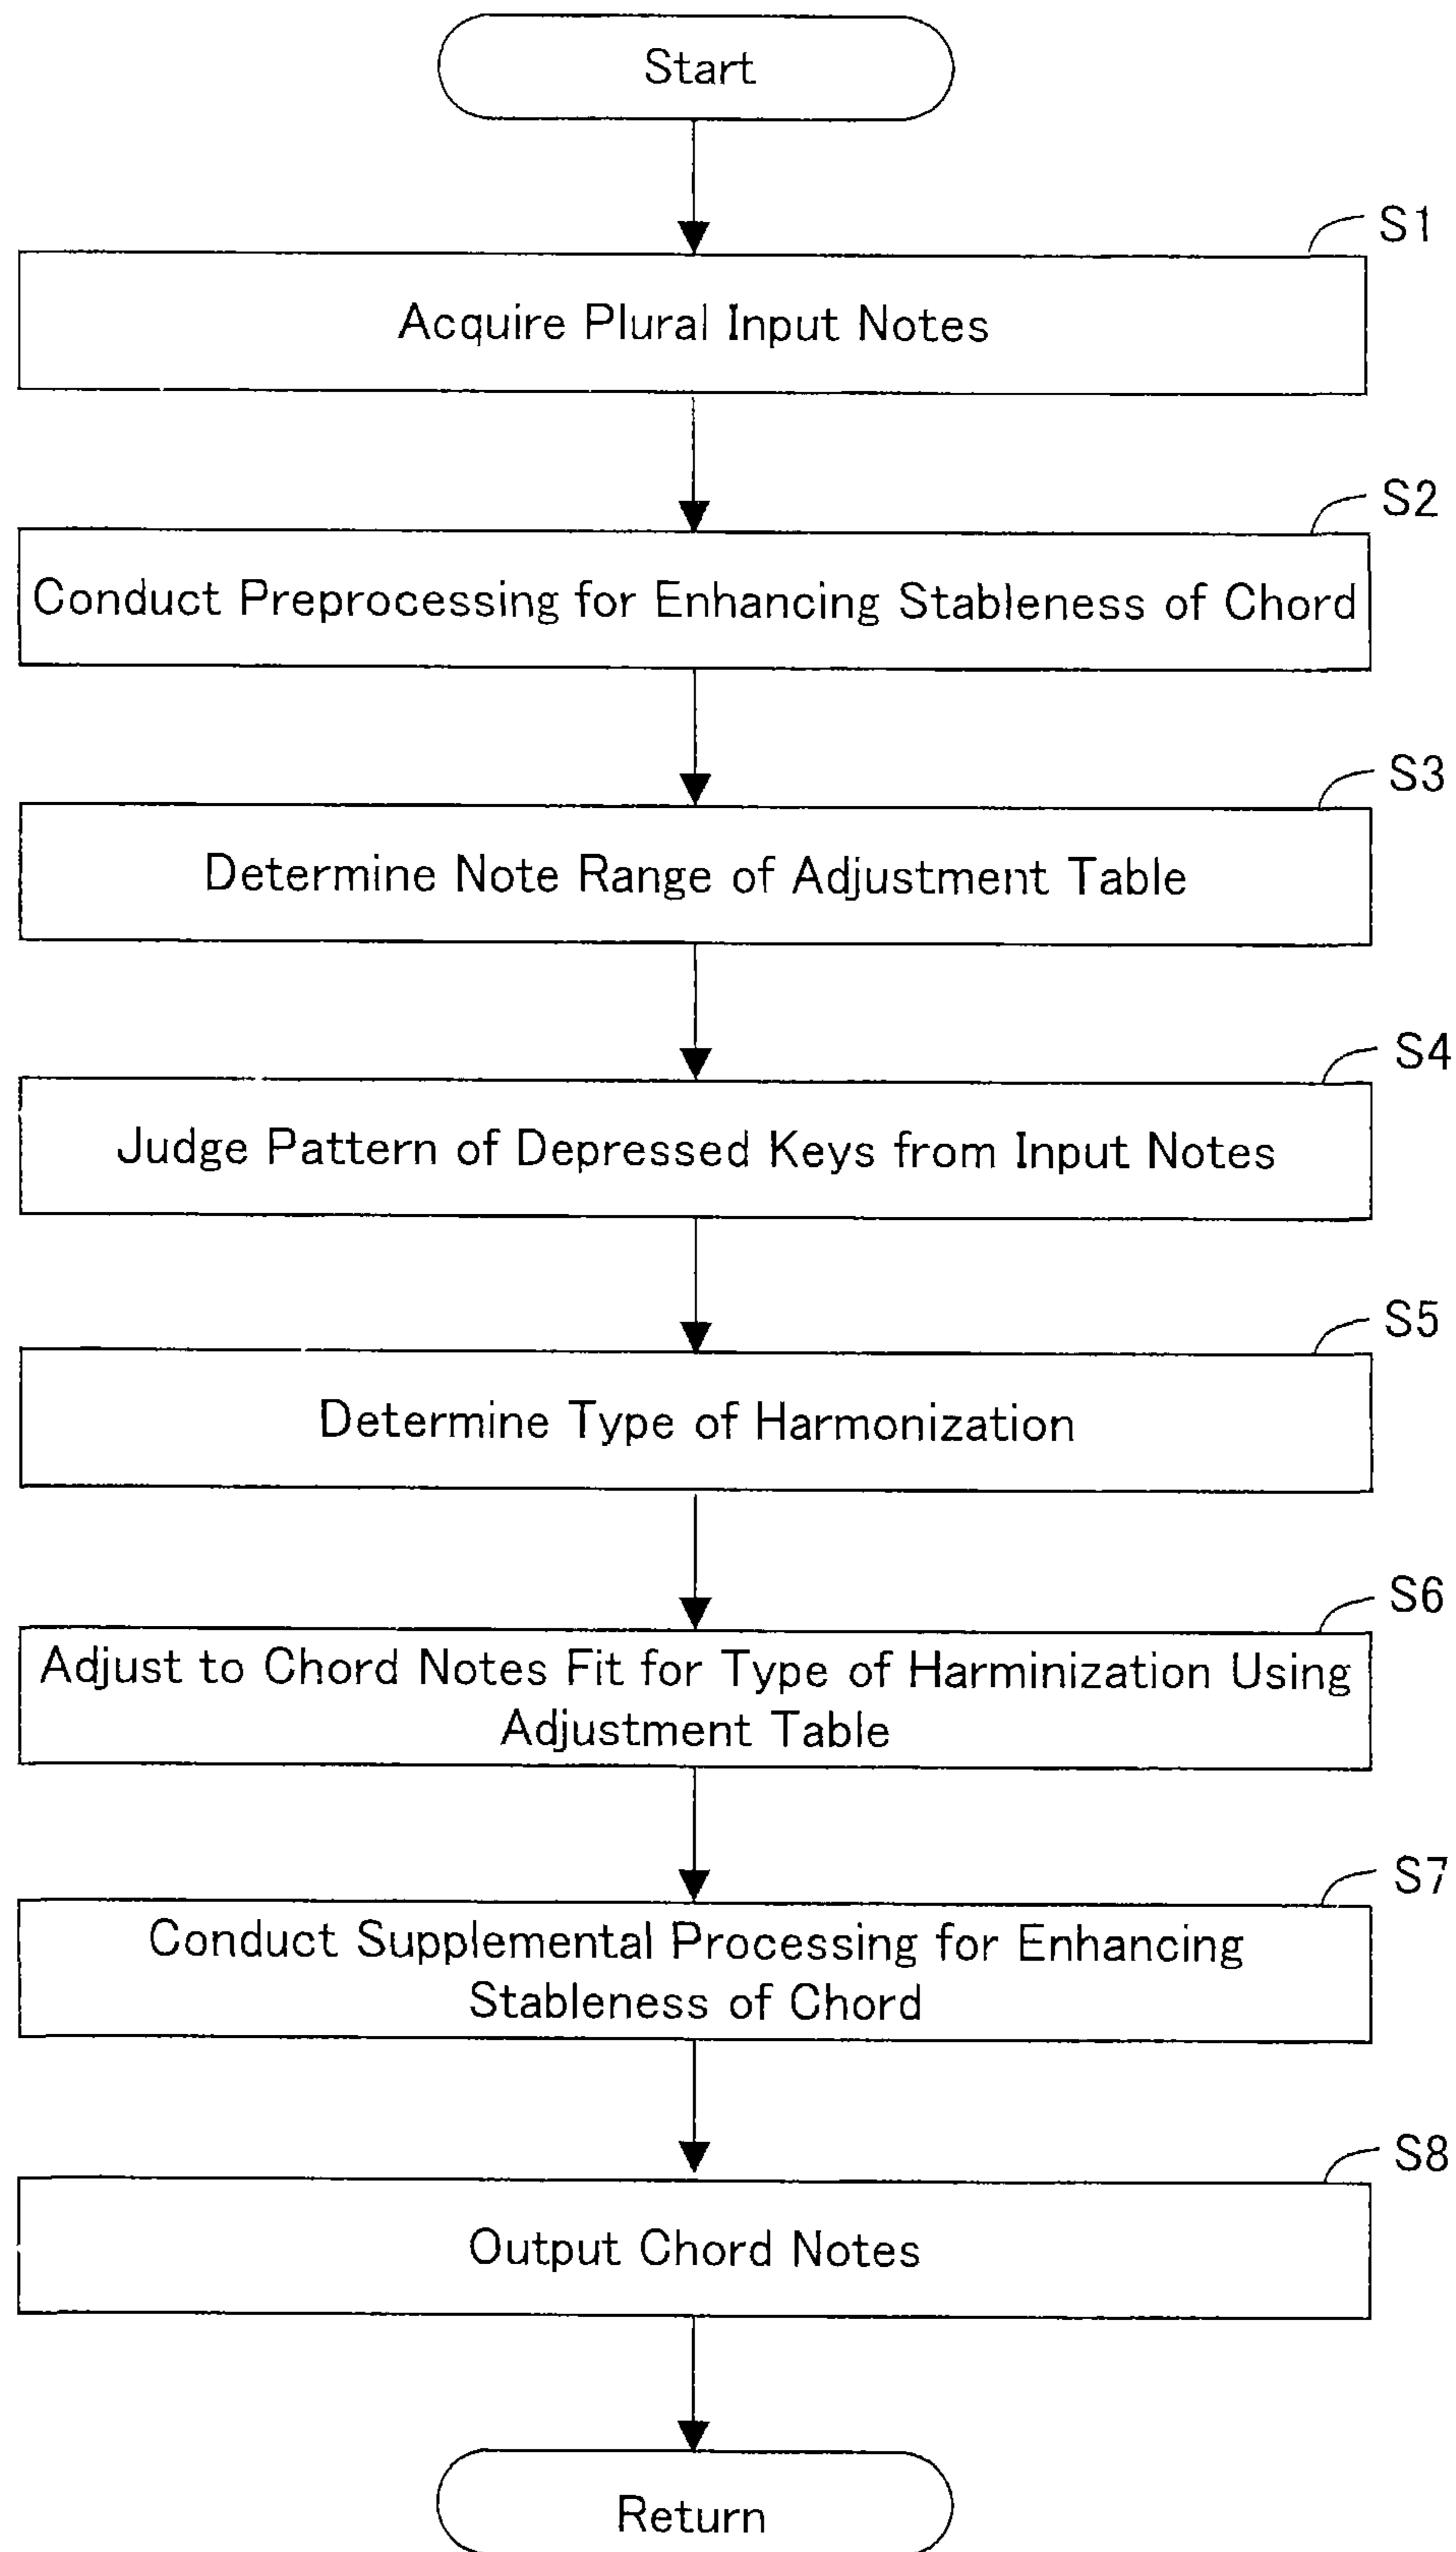 Start
S1
Acquire Plural Input Notes
S2
Conduct Preprocessing for Enhancing Stableness of Chord
S3
Determine Note Range of Adjustment Table
S4
Judge Pattern of Depressed Keys from Input Notes
S5
Determine Type of Harmonization
S6
Adjust to Chord Notes Fit for Type of Harminization Using
Adjustment Table
S7
Conduct Supplemental Processing for Enhancing
Stableness of Chord
S8
Output Chord Notes
Return